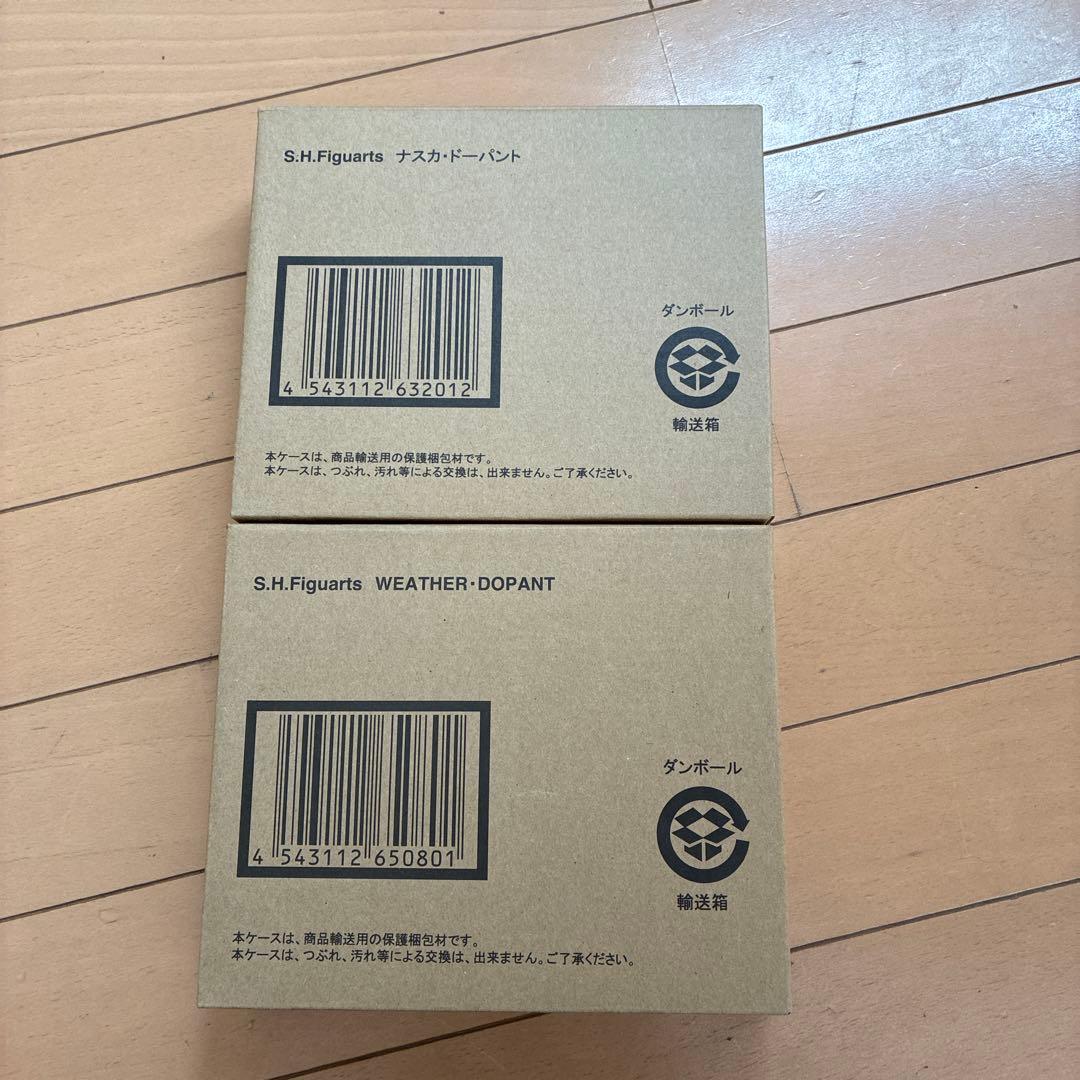 S.H.Figuarts ナスカ・ドーパント
4 543112 632012
ダンボール
輸送箱
本ケースは、商品輸送用の保護梱包材です。
本ケースは、つぶれ、汚れ等による交換は、出来ません。ご了承ください。
S.H.Figuarts WEATHER・DOPANT
4 543112 650801
ダンボール
輸送箱
本ケースは、商品輸送用の保護梱包材です。
本ケースは、つぶれ、汚れ等による交換は、出来ません。ご了承ください。